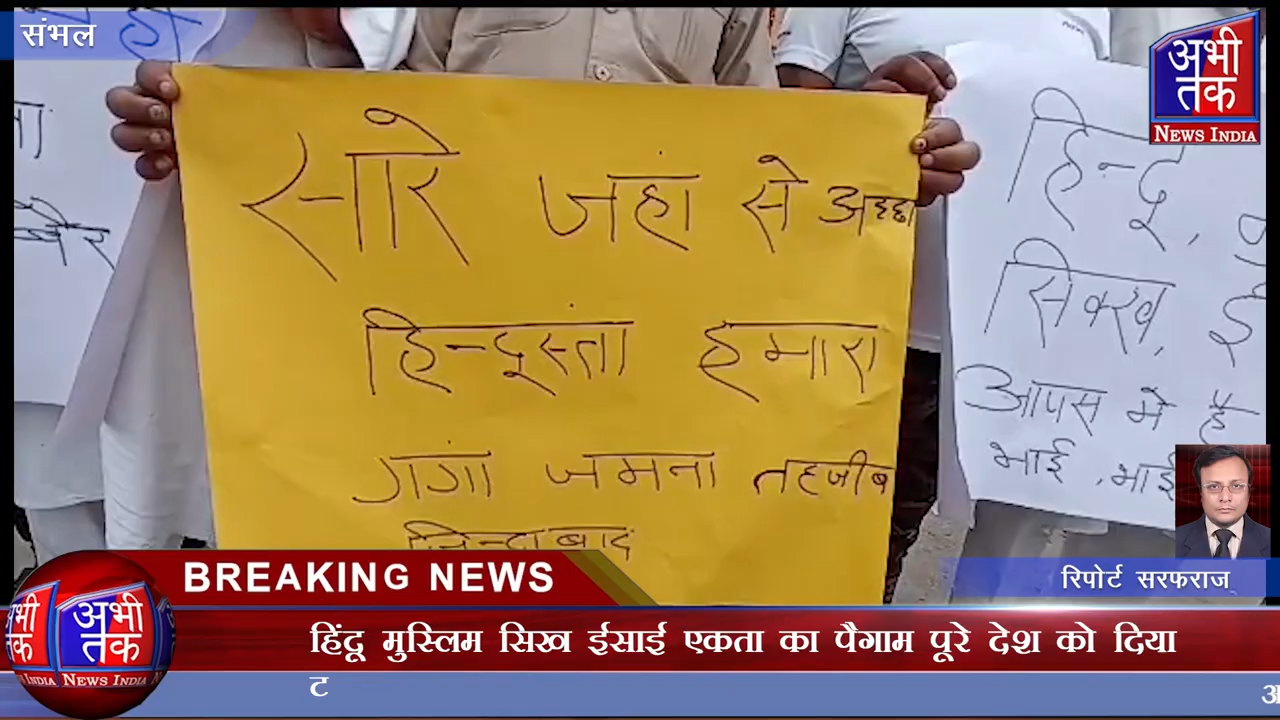 संभल
अभी
तक
NEWS INDIA
सारे जहां से अच्छा
हिन्दूस्तां हमारा
गंगा जमना तहजीब
जिन्दाबाद
हिन्दू,
सिक्ख,
आपस मे है
भाई, भाई
रिपोर्ट सरफराज
BREAKING NEWS
अभी
तक
NEWS INDIA
हिंदू मुस्लिम सिख ईसाई एकता का पैगाम पूरे देश को दिया